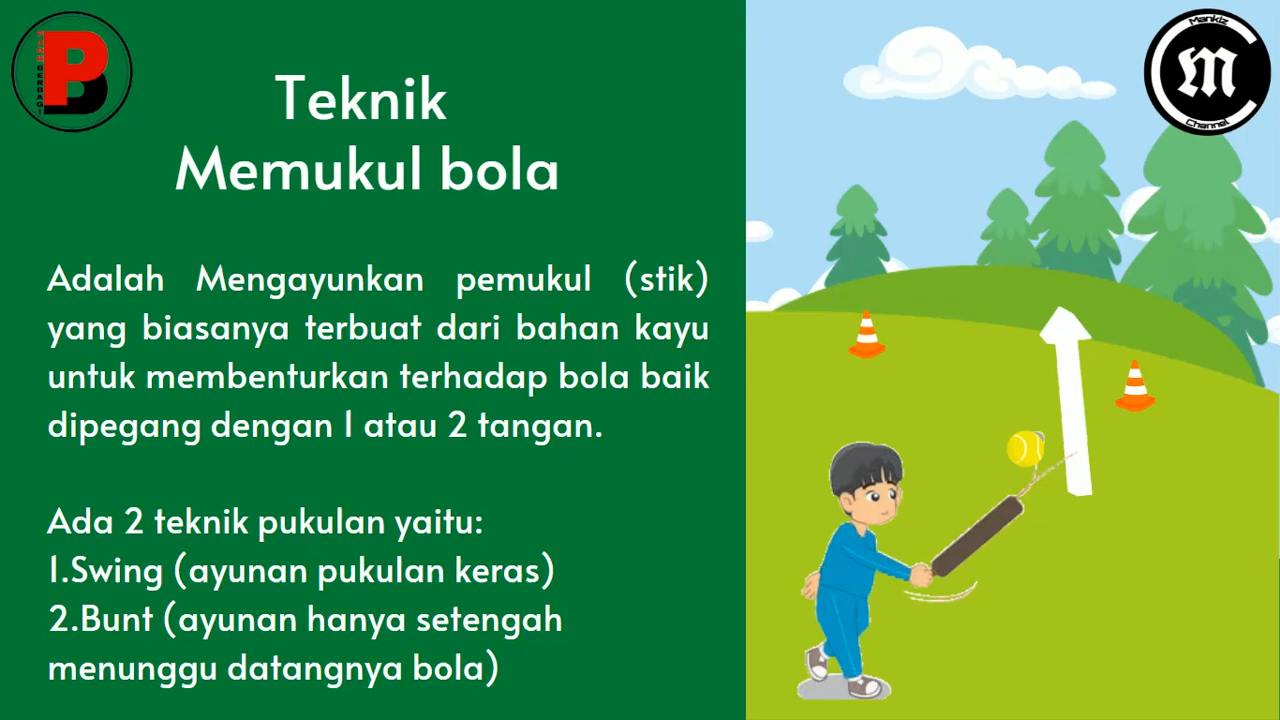 Teknik
Memukul bola
Adalah Mengayunkan pemukul (stik)
yang biasanya terbuat dari bahan kayu
untuk membenturkan terhadap bola baik
dipegang dengan 1 atau 2 tangan.
Ada 2 teknik pukulan yaitu:
1.Swing (ayunan pukulan keras)
2.Bunt (ayunan hanya setengah
menunggu datangnya bola)
PB
BERBAGI
Mankiz
M
Channel